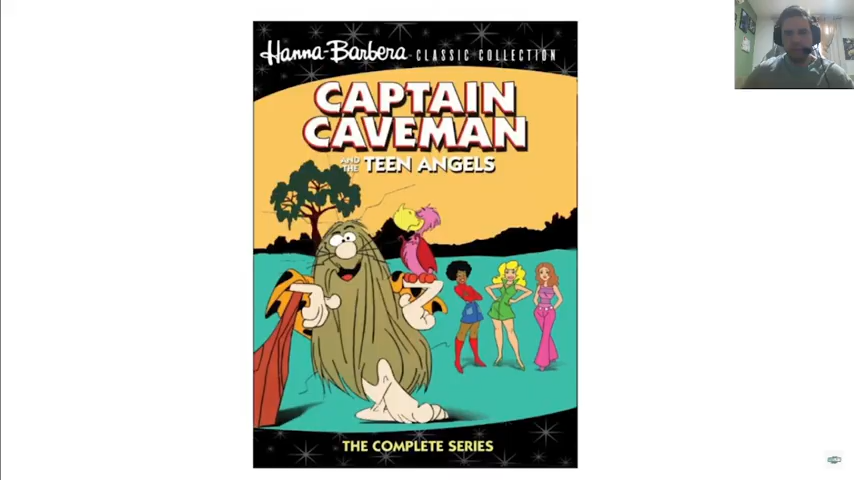 Hanna-Barbera CLASSIC COLLECTION
CAPTAIN
CAVEMAN
AND THE TEEN ANGELS
THE COMPLETE SERIES